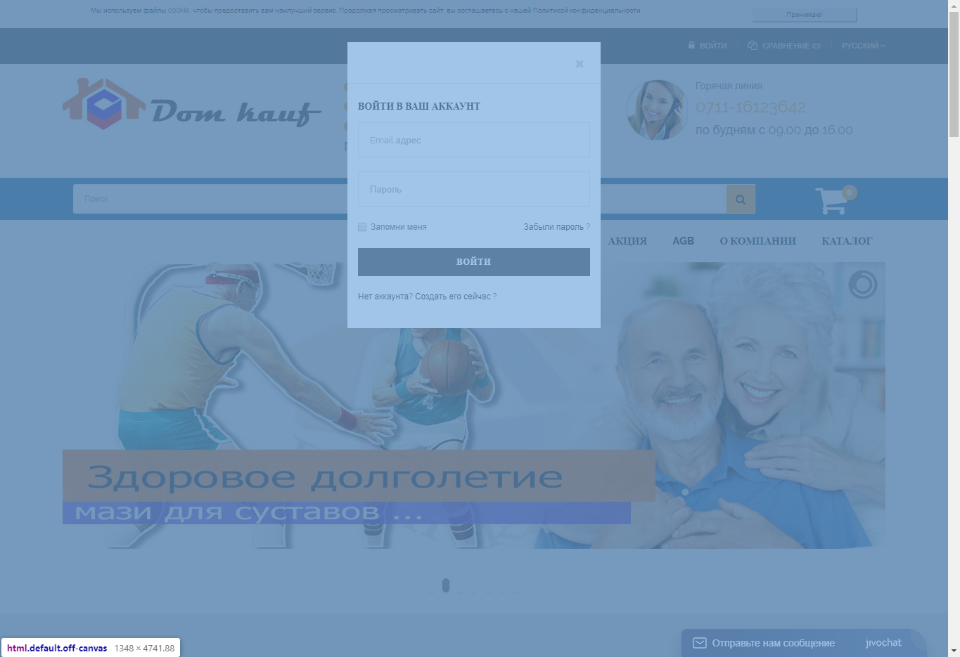 Мы используем файлы cookie, чтобы предоставить вам наилучший сервис. Продолжая просматривать сайт, вы соглашаетесь с нашей Политикой конфиденциальности.
ВОЙТИ
СРАВНЕНИЕ (0)
РУССКИЙ
Dom kauf
Горячая линия
0711-16123642
по будням с 09.00 до 16.00
Поиск
0
АКЦИЯ
AGB
О КОМПАНИИ
КАТАЛОГ
ВОЙТИ В ВАШ АККАУНТ
Email адрес
Пароль
Запомни меня
Забыли пароль ?
ВОЙТИ
Нет аккаунта? Создать его сейчас ?
Здоровое долголетие
мази для суставов ...
html.default.off-canvas 1348 × 4741.88
Отправьте нам сообщение
jivochat